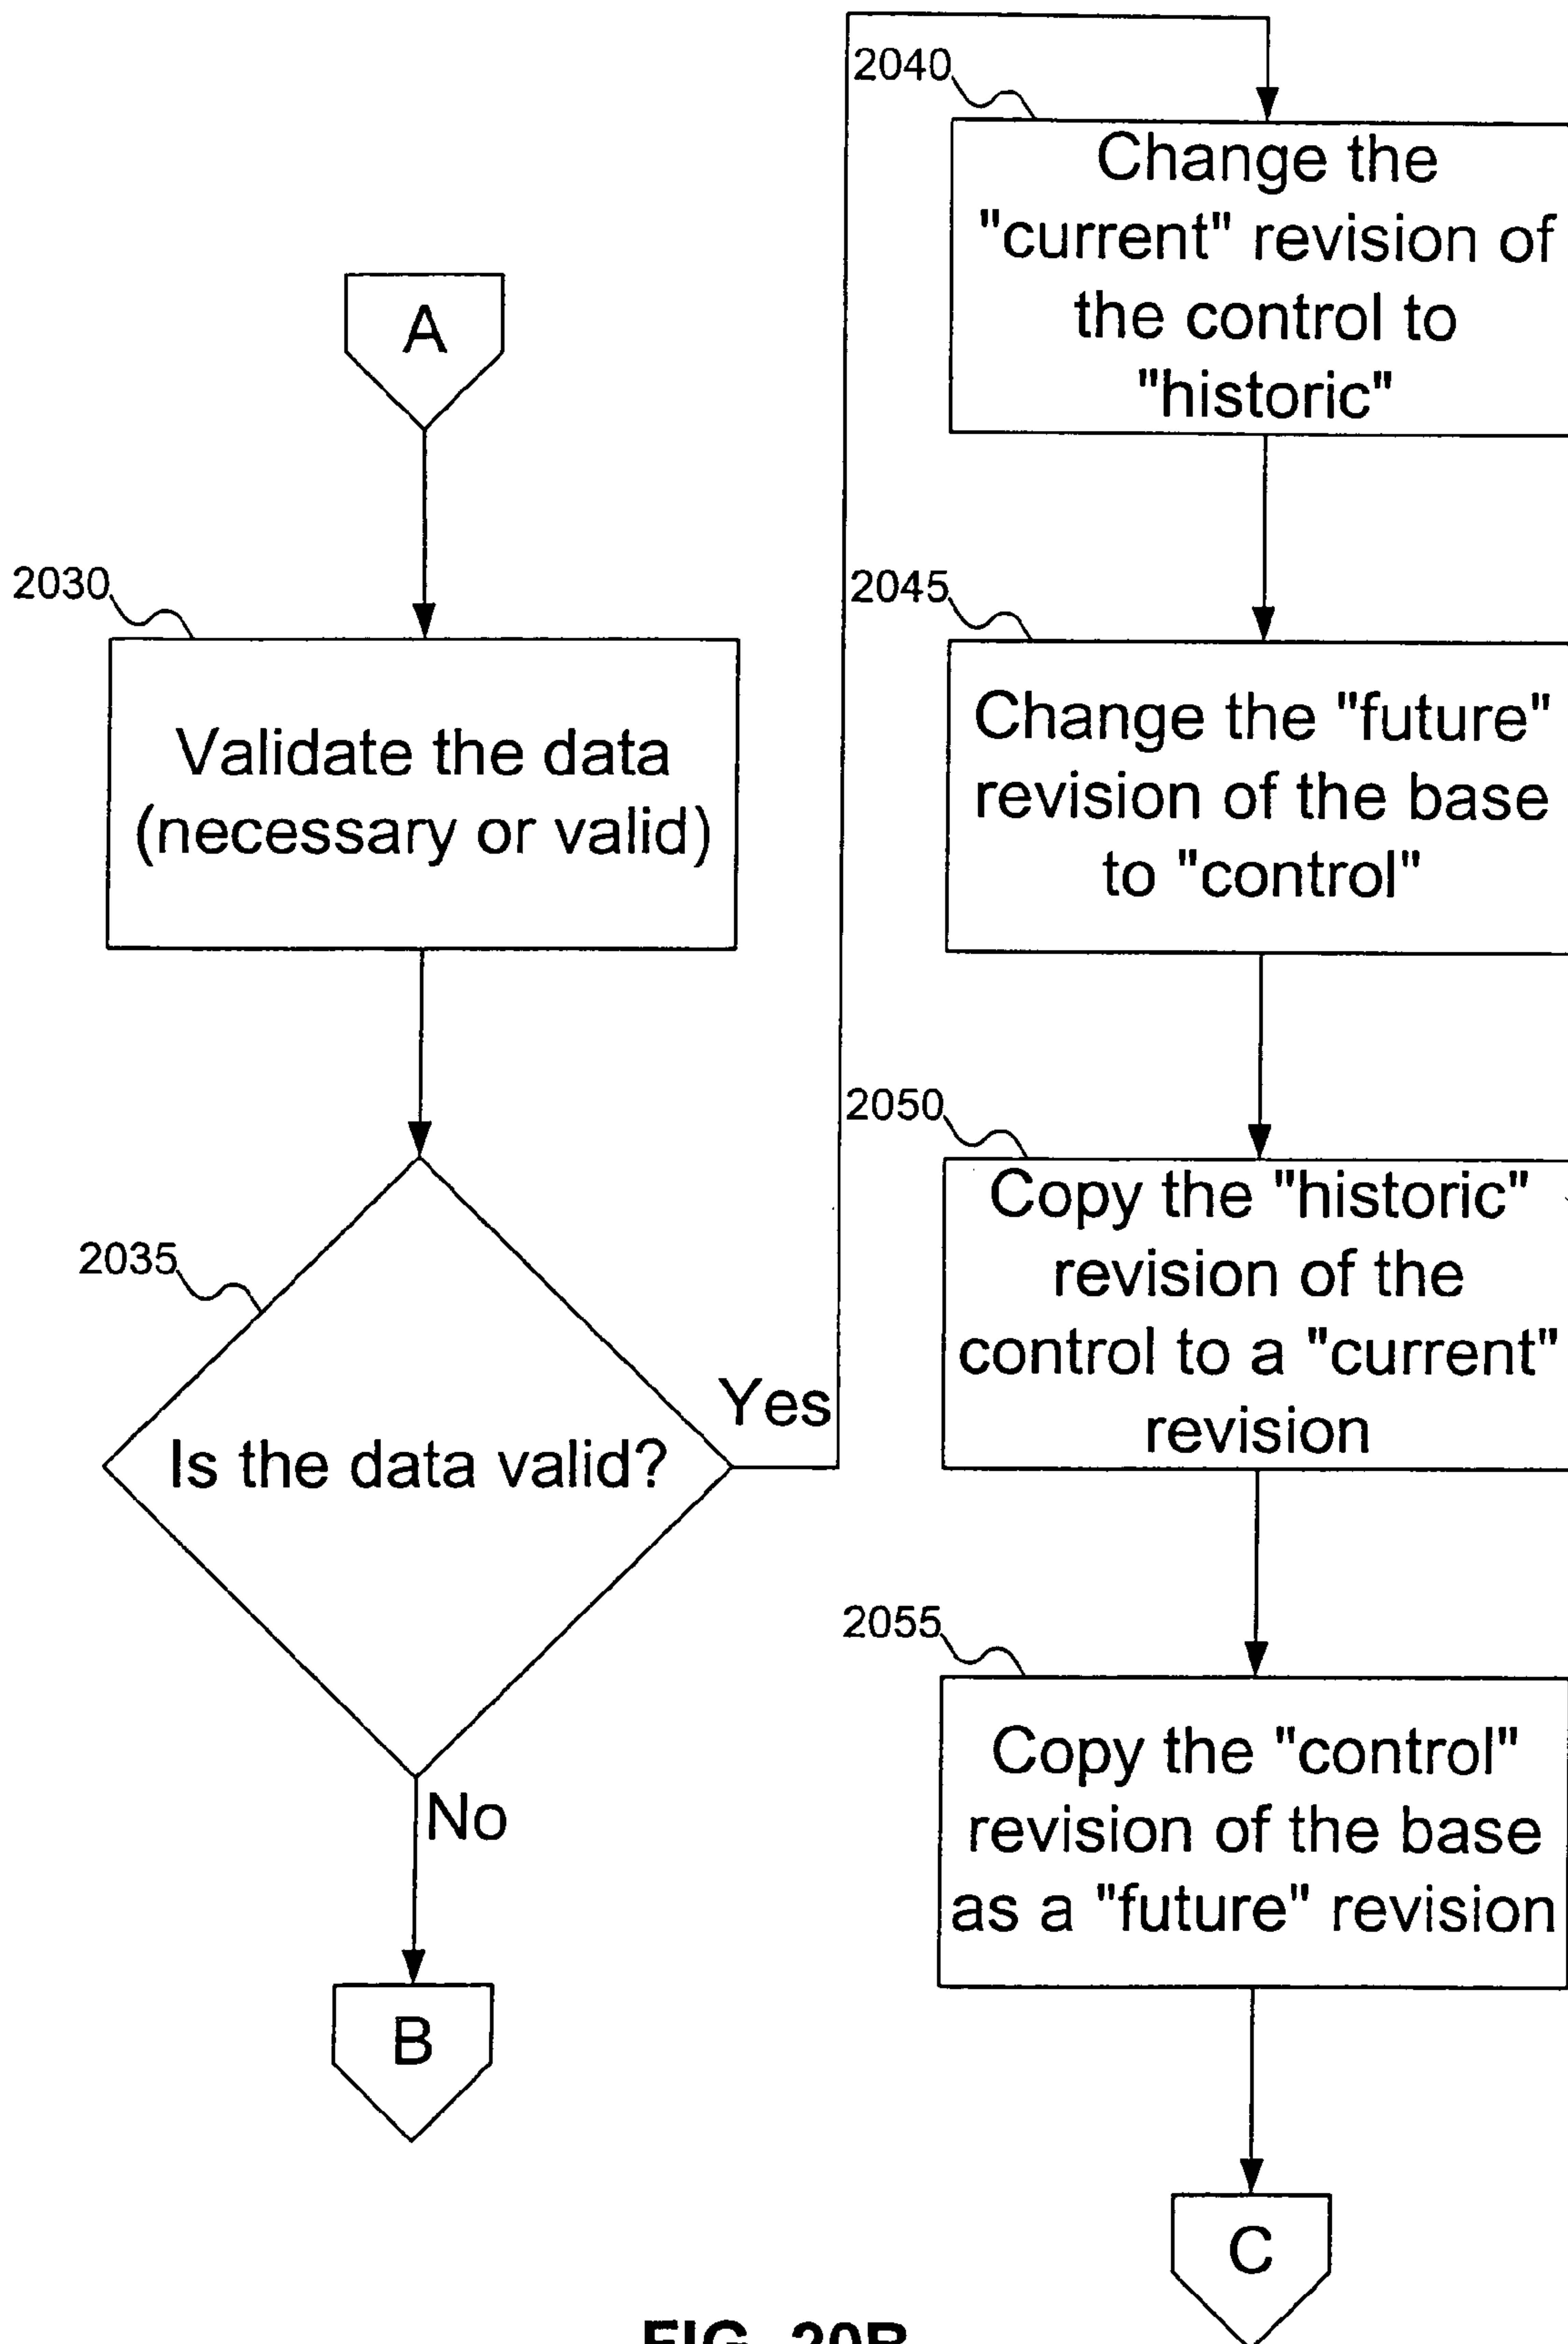 A
2030
Validate the data
(necessary or valid)
2035
Is the data valid?
Yes
No
B
2040
Change the
"current" revision of
the control to
"historic"
2045
Change the "future"
revision of the base
to "control"
2050
Copy the "historic"
revision of the
control to a "current"
revision
2055
Copy the "control"
revision of the base
as a "future" revision
C
FIG. 20B